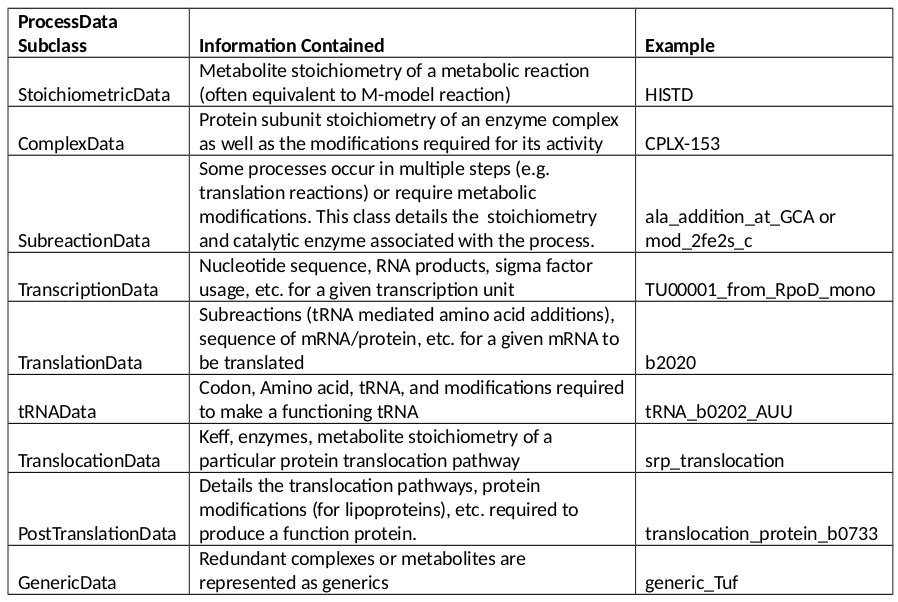 ProcessData
Subclass
Information Contained
Example
StoichiometricData
Metabolite stoichiometry of a metabolic reaction
(often equivalent to M-model reaction)
HISTD
ComplexData
Protein subunit stoichiometry of an enzyme complex
as well as the modifications required for its activity
CPLX-153
SubreactionData
Some processes occur in multiple steps (e.g.
translation reactions) or require metabolic
modifications. This class details the  stoichiometry
and catalytic enzyme associated with the process.
ala_addition_at_GCA or
mod_2fe2s_c
TranscriptionData
Nucleotide sequence, RNA products, sigma factor
usage, etc. for a given transcription unit
TU00001_from_RpoD_mono
TranslationData
Subreactions (tRNA mediated amino acid additions),
sequence of mRNA/protein, etc. for a given mRNA to
be translated
b2020
tRNAData
Codon, Amino acid, tRNA, and modifications required
to make a functioning tRNA
tRNA_b0202_AUU
TranslocationData
Keff, enzymes, metabolite stoichiometry of a
particular protein translocation pathway
srp_translocation
PostTranslationData
Details the translocation pathways, protein
modifications (for lipoproteins), etc. required to
produce a function protein.
translocation_protein_b0733
GenericData
Redundant complexes or metabolites are
represented as generics
generic_Tuf